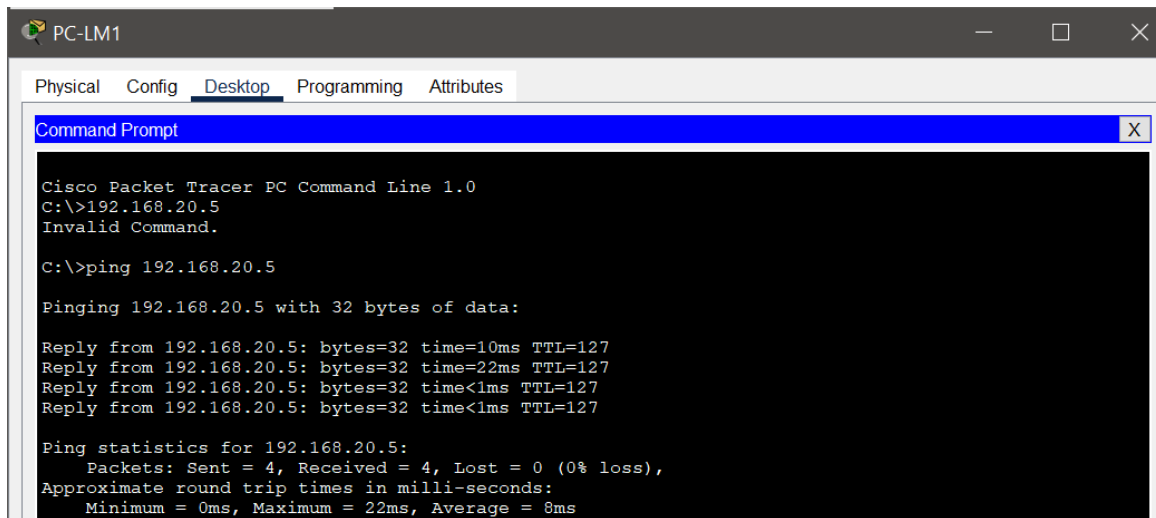 PC-LM1
Physical Config Desktop Programming Attributes
Command Prompt X
Cisco Packet Tracer PC Command Line 1.0
C:\>192.168.20.5
Invalid Command.
C:\>ping 192.168.20.5
Pinging 192.168.20.5 with 32 bytes of data:
Reply from 192.168.20.5: bytes=32 time=10ms TTL=127
Reply from 192.168.20.5: bytes=32 time=22ms TTL=127
Reply from 192.168.20.5: bytes=32 time<1ms TTL=127
Reply from 192.168.20.5: bytes=32 time<1ms TTL=127
Ping statistics for 192.168.20.5:
Packets: Sent = 4, Received = 4, Lost = 0 (0% loss),
Approximate round trip times in milli-seconds:
Minimum = 0ms, Maximum = 22ms, Average = 8ms